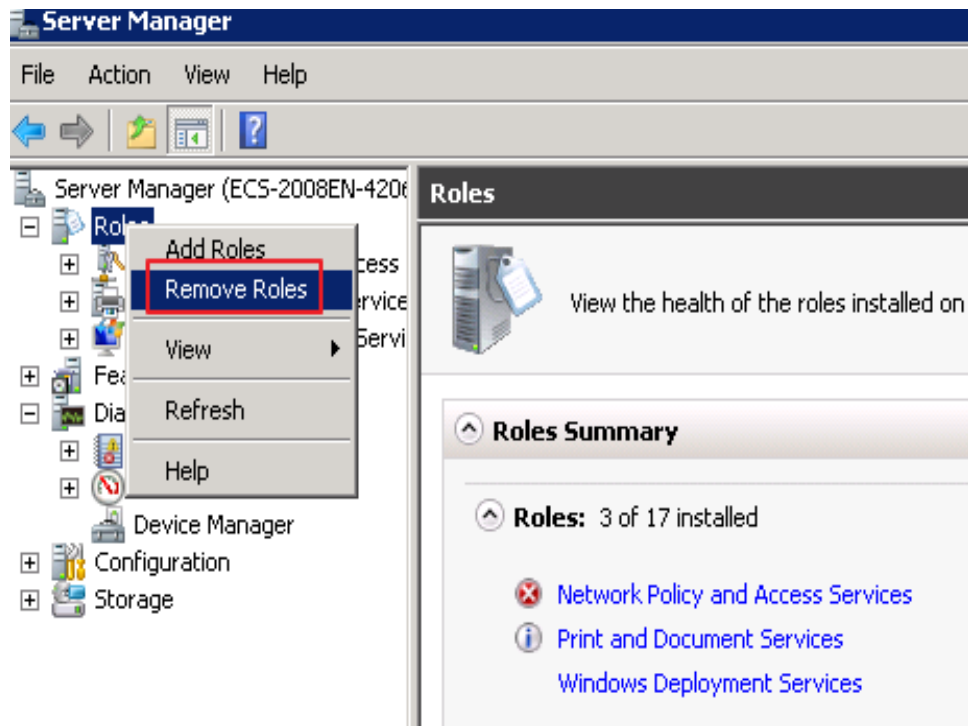 Server Manager
File Action View Help
Server Manager (ECS-2008EN-4206
Roles
Add Roles
Remove Roles
View
Refresh
Help
Device Manager
Configuration
Storage
Roles
View the health of the roles installed on
Roles Summary
Roles: 3 of 17 installed
Network Policy and Access Services
Print and Document Services
Windows Deployment Services